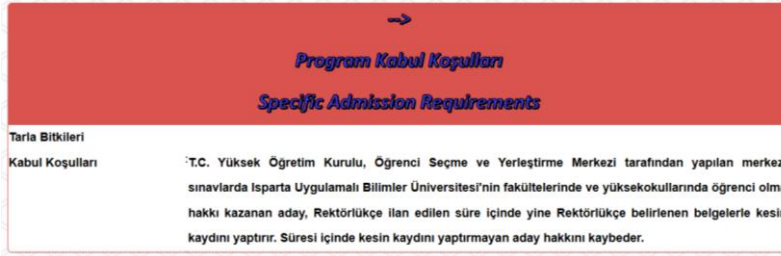 -->
Program Kabul Koşulları
Specific Admission Requirements
Tarla Bitkileri
Kabul Koşulları :T.C. Yüksek Öğretim Kurulu, Öğrenci Seçme ve Yerleştirme Merkezi tarafından yapılan merkez
sınavlarda Isparta Uygulamalı Bilimler Üniversitesi'nin fakültelerinde ve yüksekokullarında öğrenci olm
hakkı kazanan aday, Rektörlükçe ilan edilen süre içinde yine Rektörlükçe belirlenen belgelerle kesi
kaydını yaptırır. Süresi içinde kesin kaydını yaptırmayan aday hakkını kaybeder.